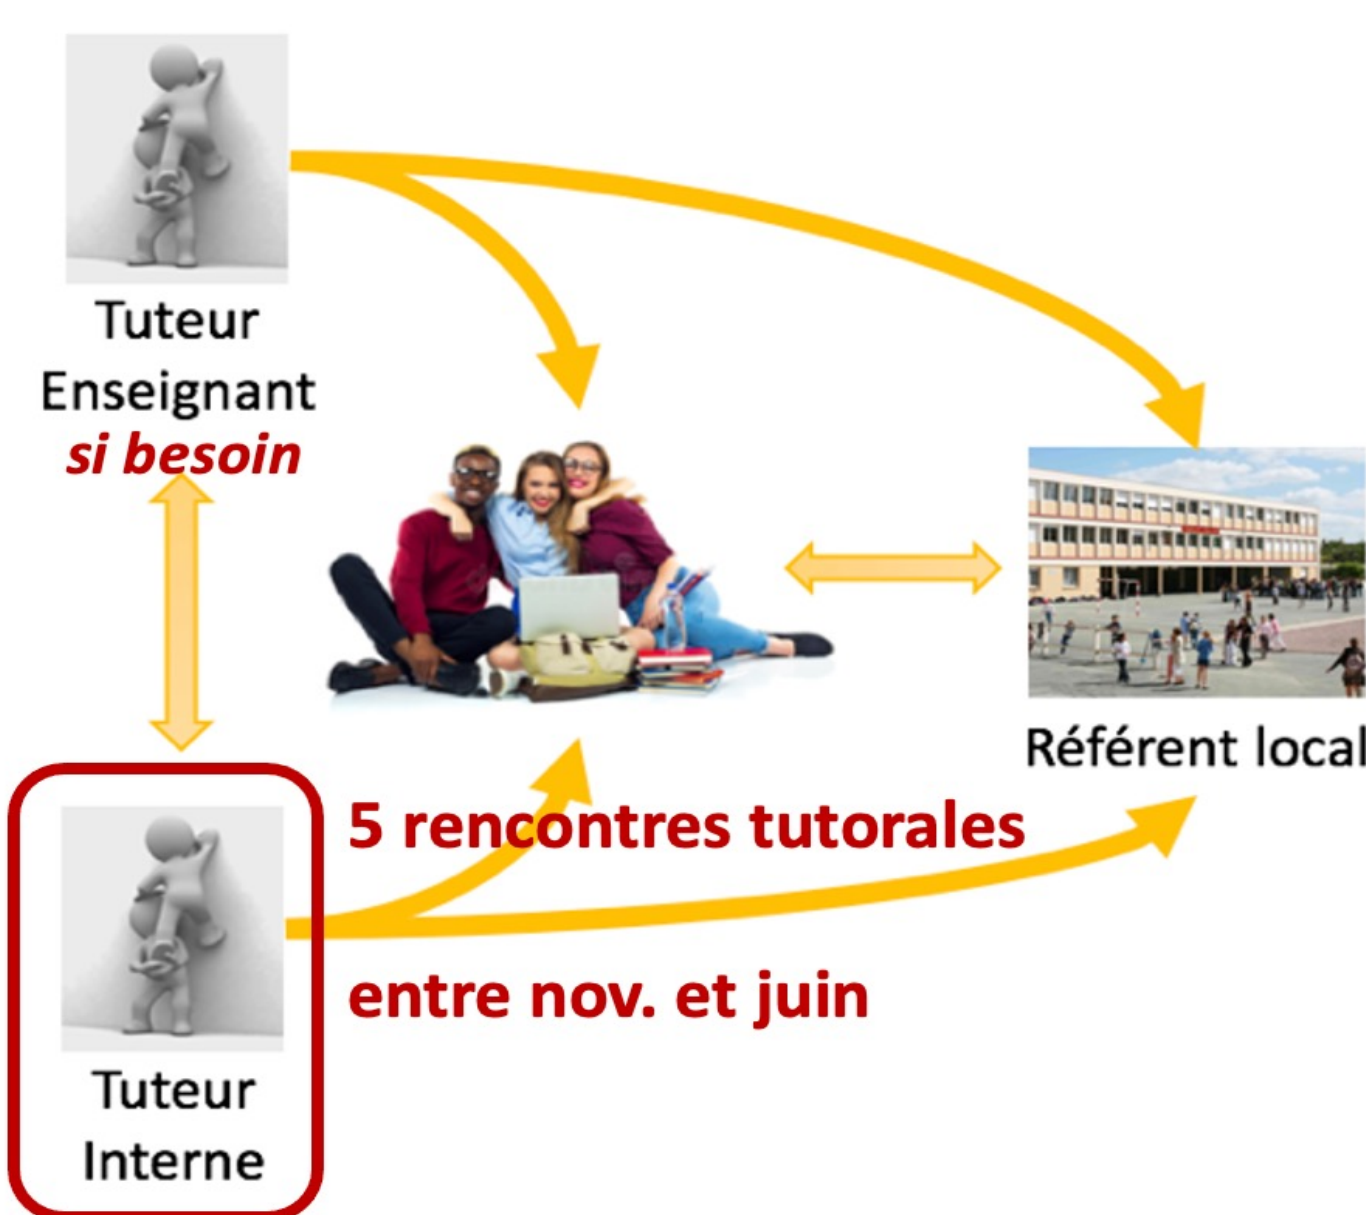 Tuteur
Enseignant
si besoin
Référent local
5 rencontres tutorales
entre nov. et juin
Tuteur
Interne